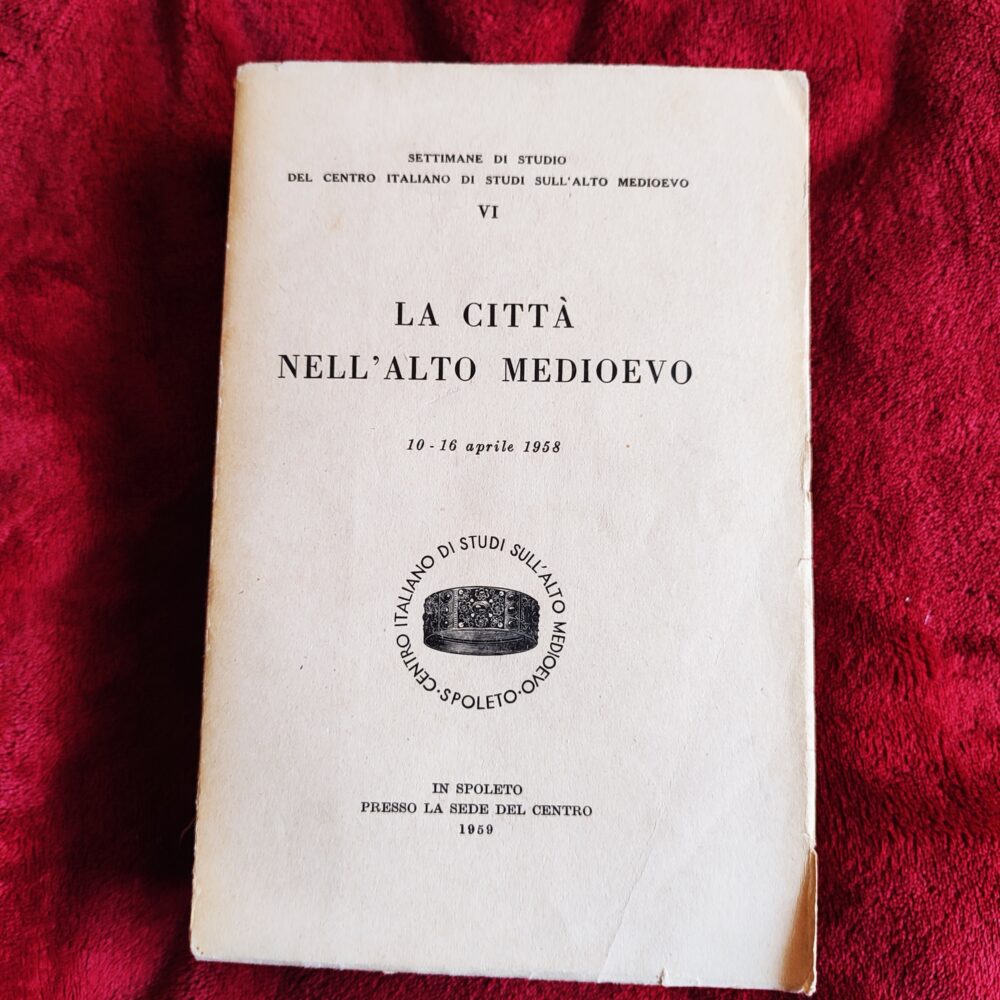 SETTIMANE DI STUDIO
DEL CENTRO ITALIANO DI STUDI SULL'ALTO MEDIOEVO
VI
LA CITTÀ
NELL'ALTO MEDIOEVO
10 - 16 aprile 1958
CENTRO ITALIANO DI STUDI SULL'ALTO MEDIOEVO · SPOLETO ·
IN SPOLETO
PRESSO LA SEDE DEL CENTRO
1959